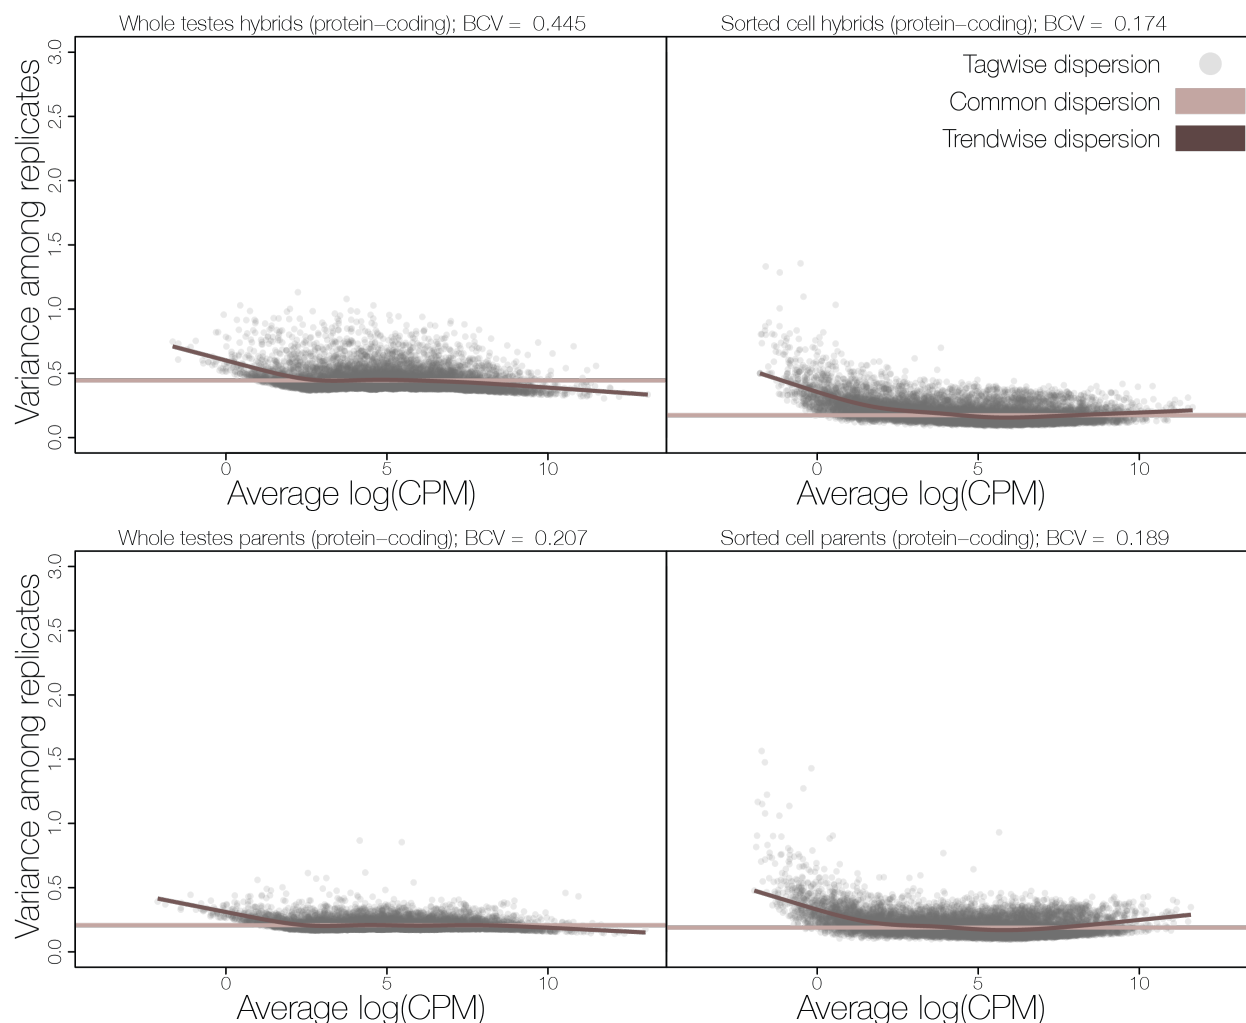 Whole testes hybrids (protein−coding); BCV = 0.445
Sorted cell hybrids (protein−coding); BCV = 0.174
Variance among replicates
3.0
2.5
2.0
1.5
1.0
0.5
0.0
Tagwise dispersion
Common dispersion
Trendwise dispersion
0 5 10
0 5 10
Average log(CPM)
Average log(CPM)
Whole testes parents (protein−coding); BCV = 0.207
Sorted cell parents (protein−coding); BCV = 0.189
Variance among replicates
3.0
2.5
2.0
1.5
1.0
0.5
0.0
0 5 10
0 5 10
Average log(CPM)
Average log(CPM)